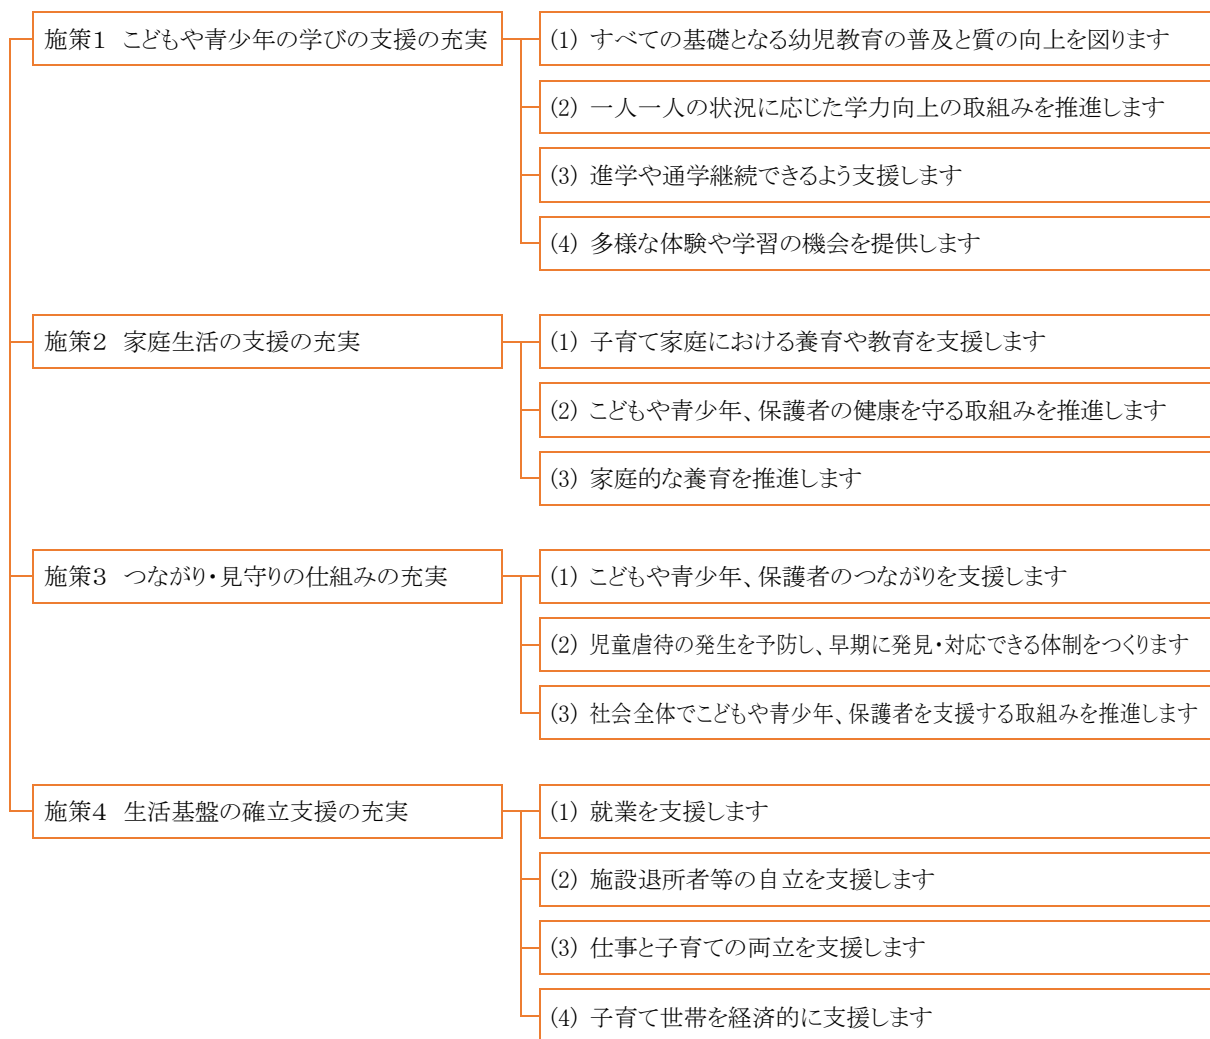 施策1 こどもや青少年の学びの支援の充実
(1) すべての基礎となる幼児教育の普及と質の向上を図ります
(2) 一人一人の状況に応じた学力向上の取組みを推進します
(3) 進学や通学継続できるよう支援します
(4) 多様な体験や学習の機会を提供します
施策2 家庭生活の支援の充実
(1) 子育て家庭における養育や教育を支援します
(2) こどもや青少年、保護者の健康を守る取組みを推進します
(3) 家庭的な養育を推進します
施策3 つながり・見守りの仕組みの充実
(1) こどもや青少年、保護者のつながりを支援します
(2) 児童虐待の発生を予防し、早期に発見・対応できる体制をつくります
(3) 社会全体でこどもや青少年、保護者を支援する取組みを推進します
施策4 生活基盤の確立支援の充実
(1) 就業を支援します
(2) 施設退所者等の自立を支援します
(3) 仕事と子育ての両立を支援します
(4) 子育て世帯を経済的に支援します